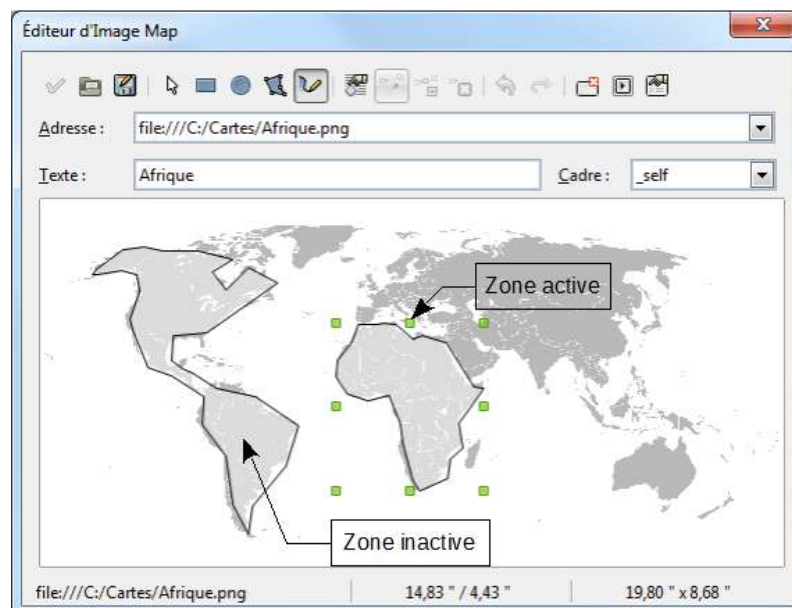 Éditeur d'Image Map
Adresse : file:///C:/Cartes/Afrique.png
Texte : Afrique Cadre : _self
Zone active
Zone inactive
file:///C:/Cartes/Afrique.png 14,83 " / 4,43 " 19,80 " x 8,68 "